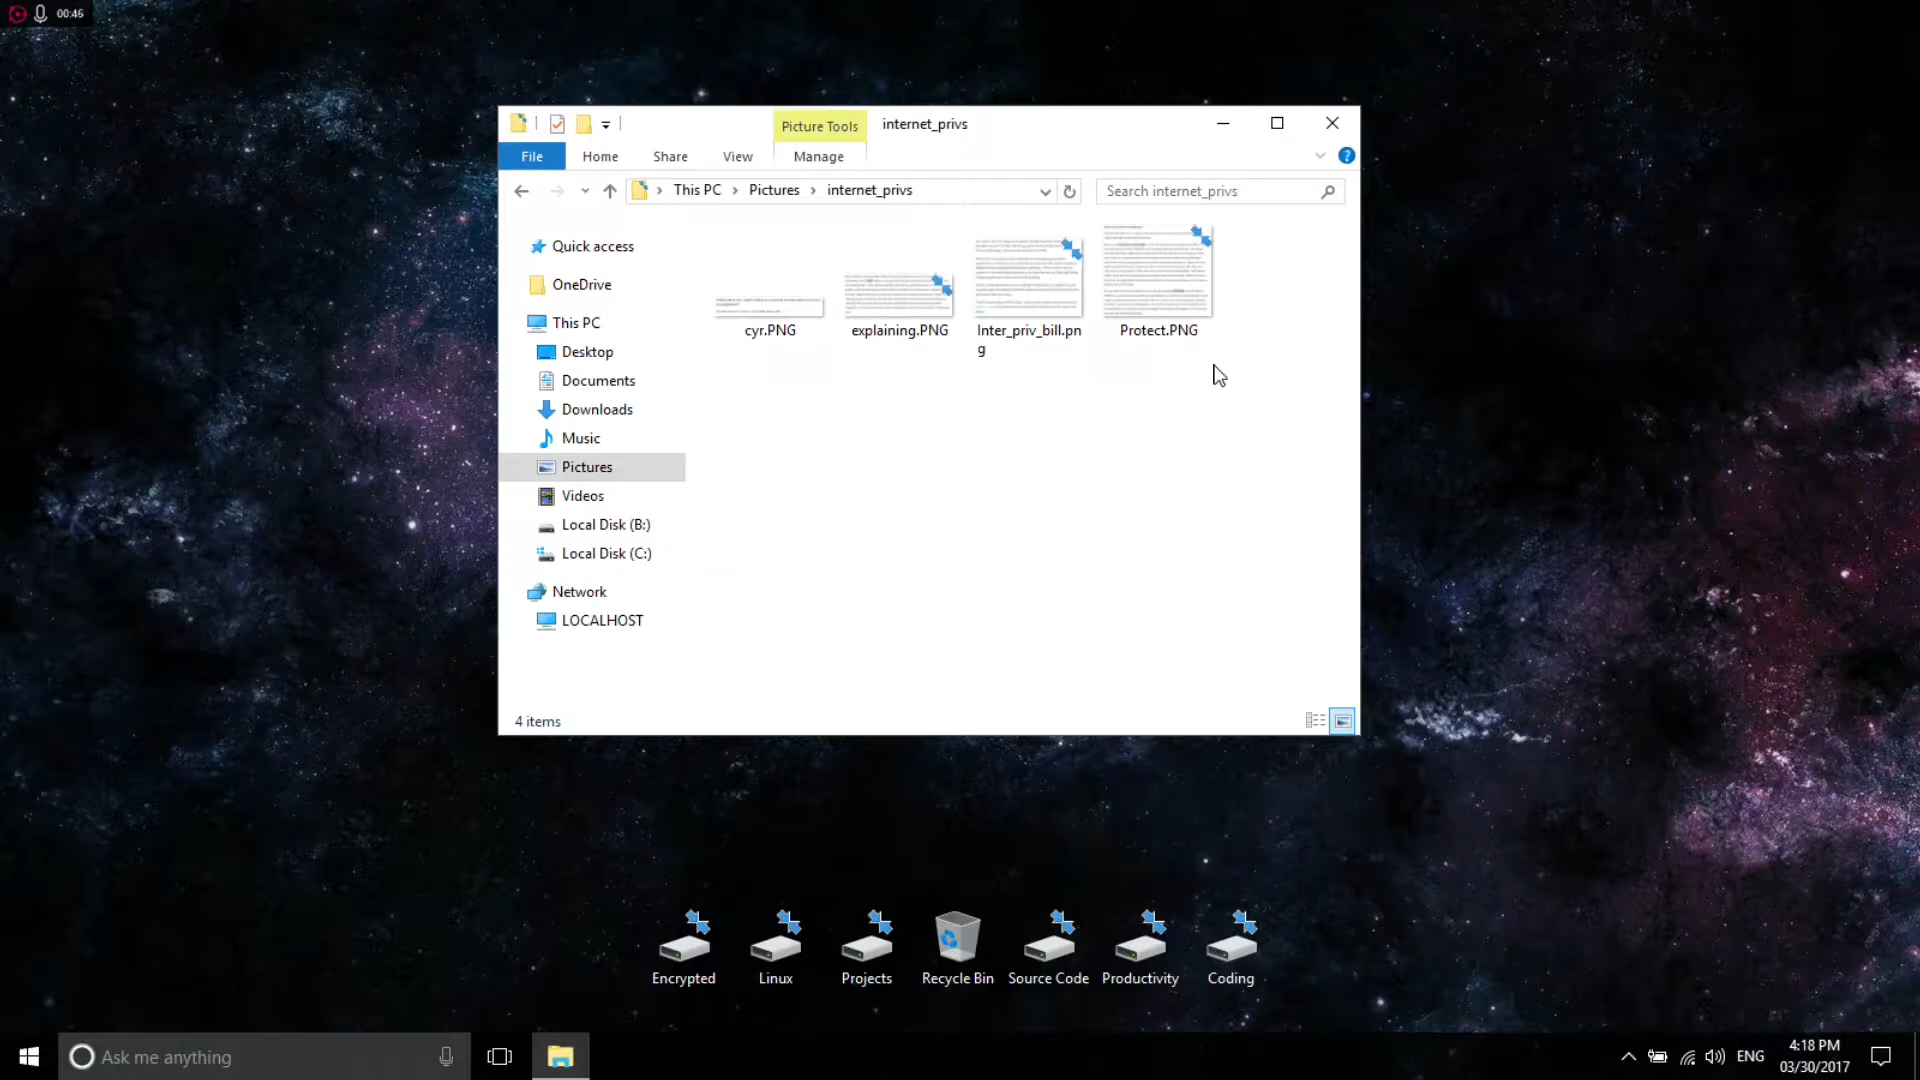 00:46
Picture Tools
internet_privs
File
Home
Share
View
Manage
This PC
Pictures
internet_privs
Search internet_privs
Quick access
OneDrive
This PC
Desktop
Documents
Downloads
Music
Pictures
Videos
Local Disk (B:)
Local Disk (C:)
Network
LOCALHOST
cyr.PNG
explaining.PNG
Inter_priv_bill.pn
g
Protect.PNG
4 items
Encrypted
Linux
Projects
Recycle Bin
Source Code
Productivity
Coding
Ask me anything
ENG
4:18 PM
03/30/2017